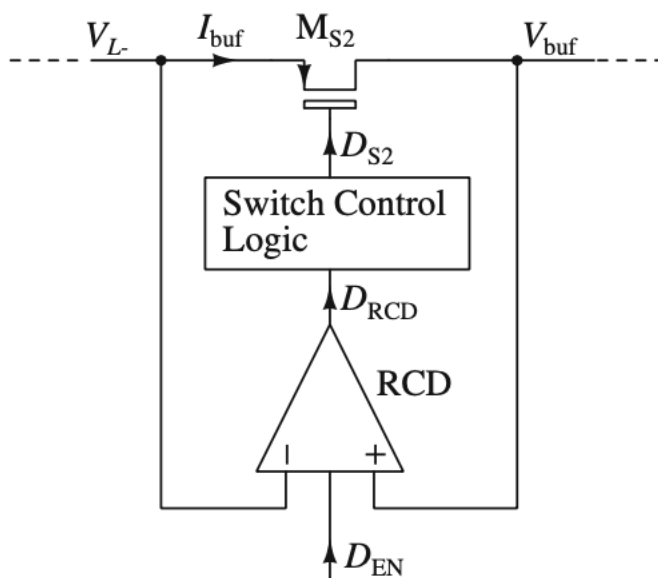 V_L-
I_buf
M_S2
V_buf
D_S2
Switch Control
Logic
D_RCD
RCD
− +
D_EN